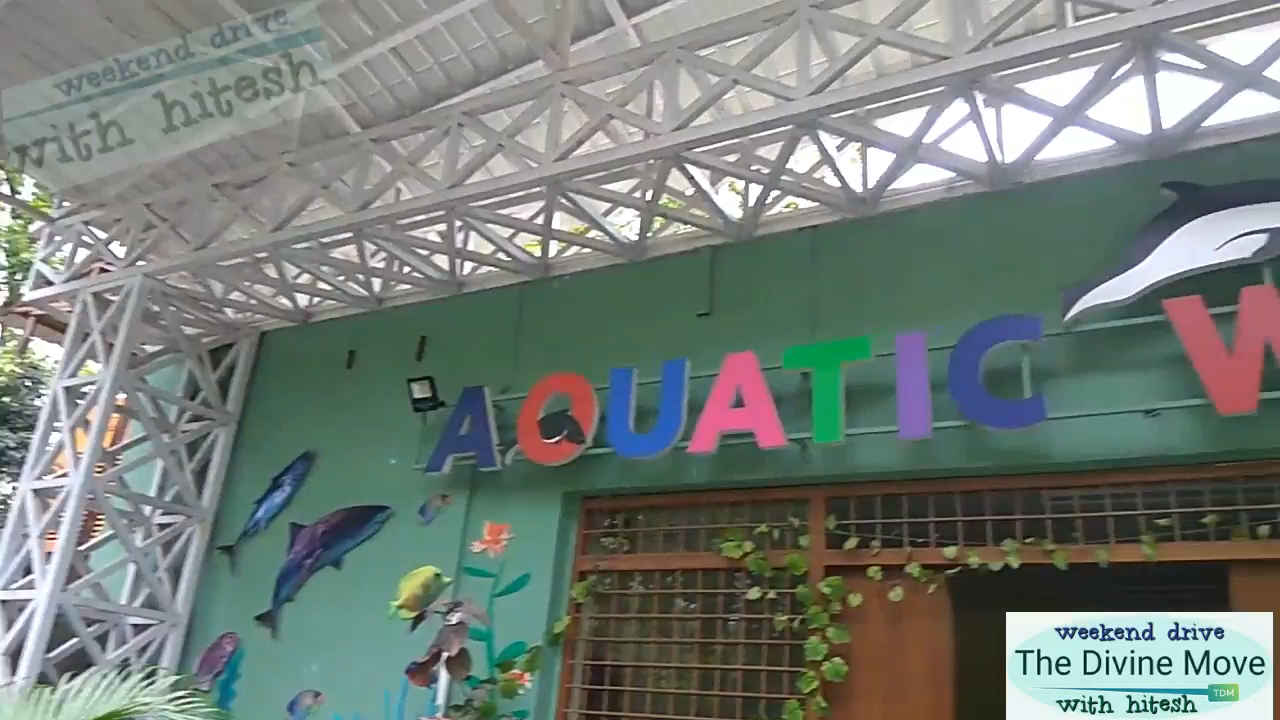 weekend drive
with hitesh
AQUATIC W
weekend drive
The Divine Move
TDM
with hitesh